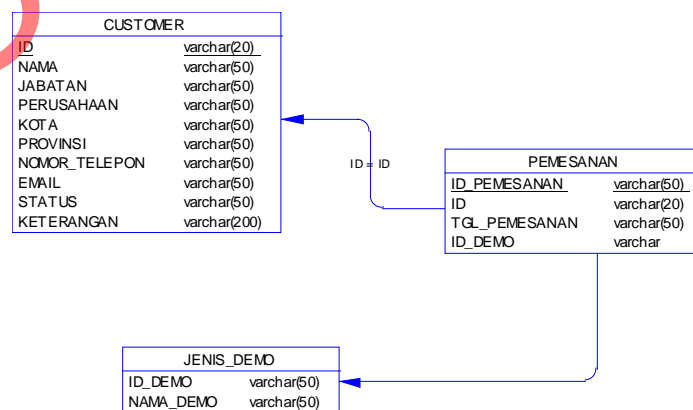 CUSTOMER
ID varchar(20)
NAMA varchar(50)
JABATAN varchar(50)
PERUSAHAAN varchar(50)
KOTA varchar(50)
PROVINSI varchar(50)
NOMOR_TELEPON varchar(50)
EMAIL varchar(50)
STATUS varchar(50)
KETERANGAN varchar(200)
ID = ID
PEMESANAN
ID_PEMESANAN varchar(50)
ID varchar(20)
TGL_PEMESANAN varchar(50)
ID_DEMO varchar
JENIS_DEMO
ID_DEMO varchar(50)
NAMA_DEMO varchar(50)